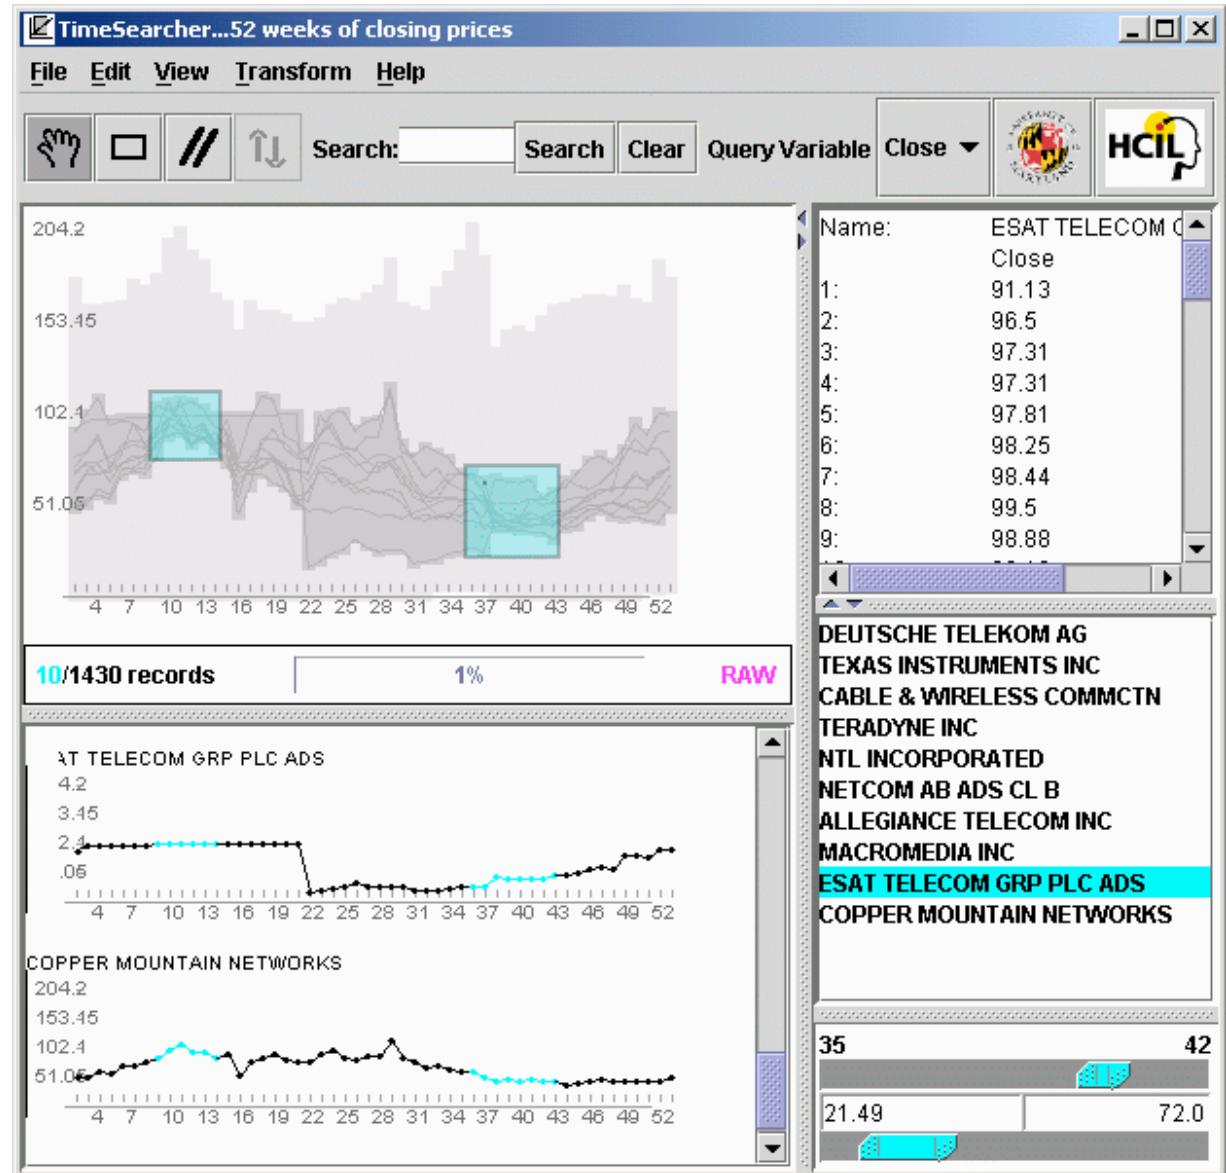 TimeSearcher...52 weeks of closing prices
File Edit View Transform Help
Search: Search Clear Query Variable Close
UNIVERSITY OF MARYLAND
HCIL
204.2
153.45
102.4
51.06
4 7 10 13 16 19 22 25 28 31 34 37 40 43 46 49 52
10/1430 records 1% RAW
AT TELECOM GRP PLC ADS
4.2
3.45
2.4
.06
4 7 10 13 16 19 22 25 28 31 34 37 40 43 46 49 52
COPPER MOUNTAIN NETWORKS
204.2
153.45
102.4
51.06
4 7 10 13 16 19 22 25 28 31 34 37 40 43 46 49 52
Name: ESAT TELECOM
Close
1: 91.13
2: 96.5
3: 97.31
4: 97.31
5: 97.81
6: 98.25
7: 98.44
8: 99.5
9: 98.88
DEUTSCHE TELEKOM AG
TEXAS INSTRUMENTS INC
CABLE & WIRELESS COMMCTN
TERADYNE INC
NTL INCORPORATED
NETCOM AB ADS CL B
ALLEGIANCE TELECOM INC
MACROMEDIA INC
ESAT TELECOM GRP PLC ADS
COPPER MOUNTAIN NETWORKS
35 42
21.49 72.0